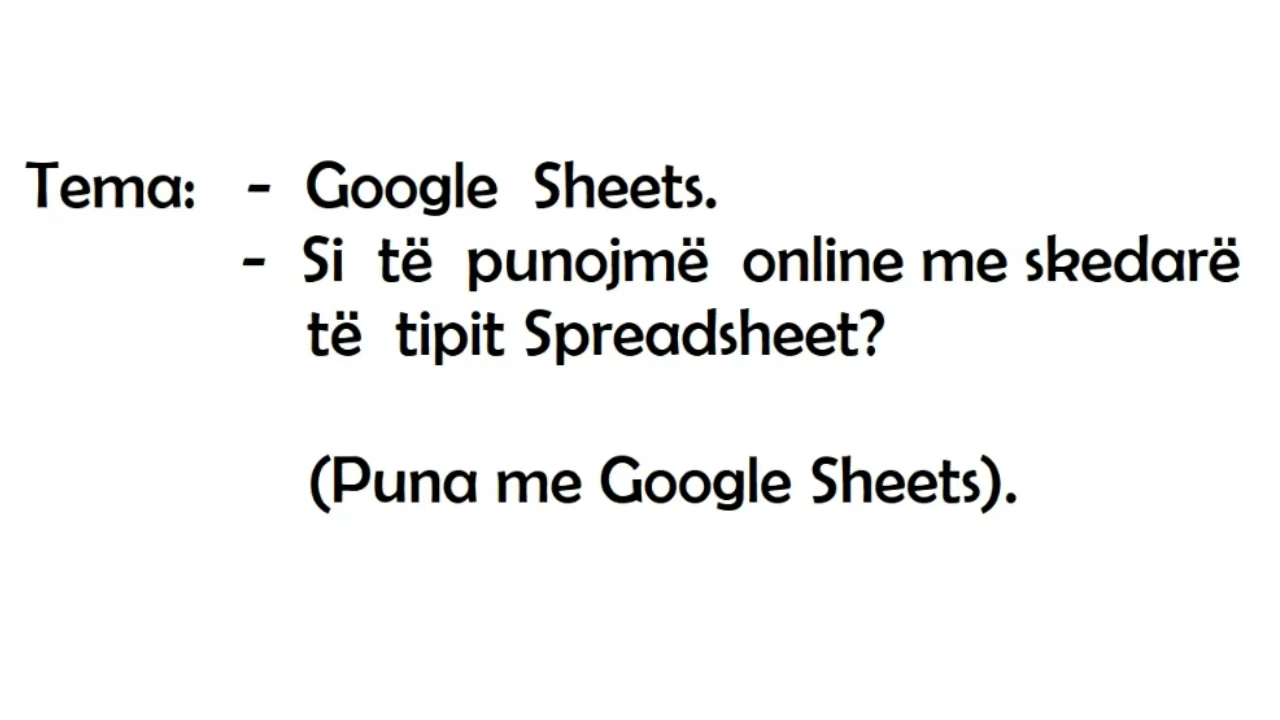 Tema: - Google Sheets.
- Si të punojmë online me skedarë
të tipit Spreadsheet?
(Puna me Google Sheets).